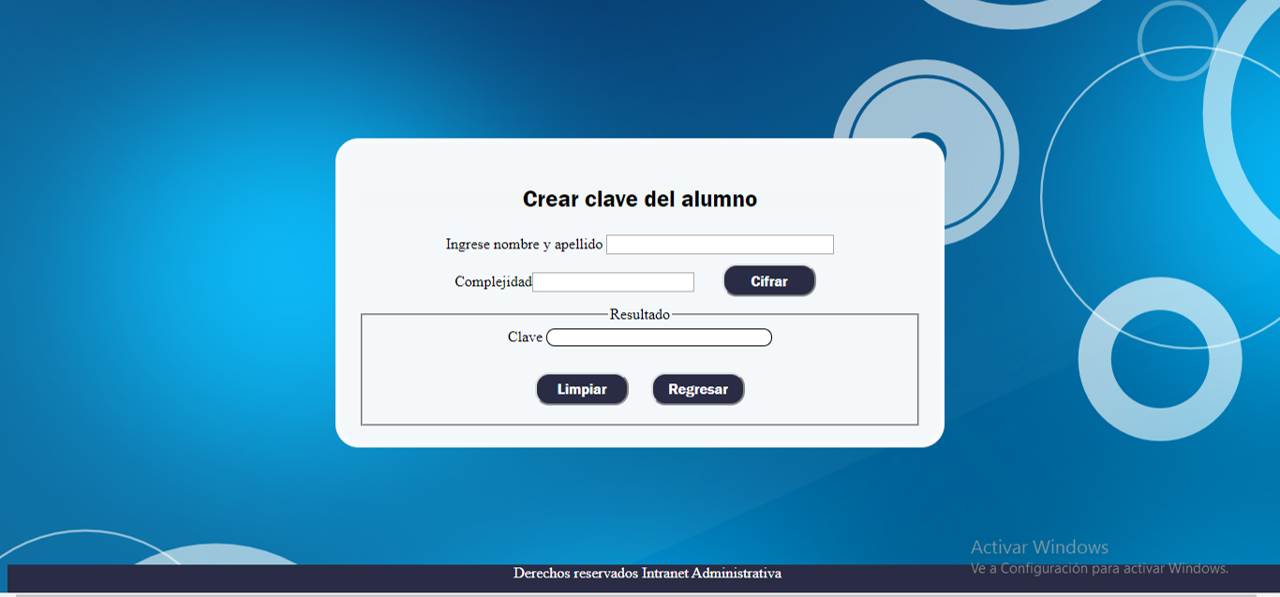 Crear clave del alumno
Ingrese nombre y apellido
Complejidad
Cifrar
Resultado
Clave
Limpiar
Regresar
Activar Windows
Ve a Configuración para activar Windows.
Derechos reservados Intranet Administrativa